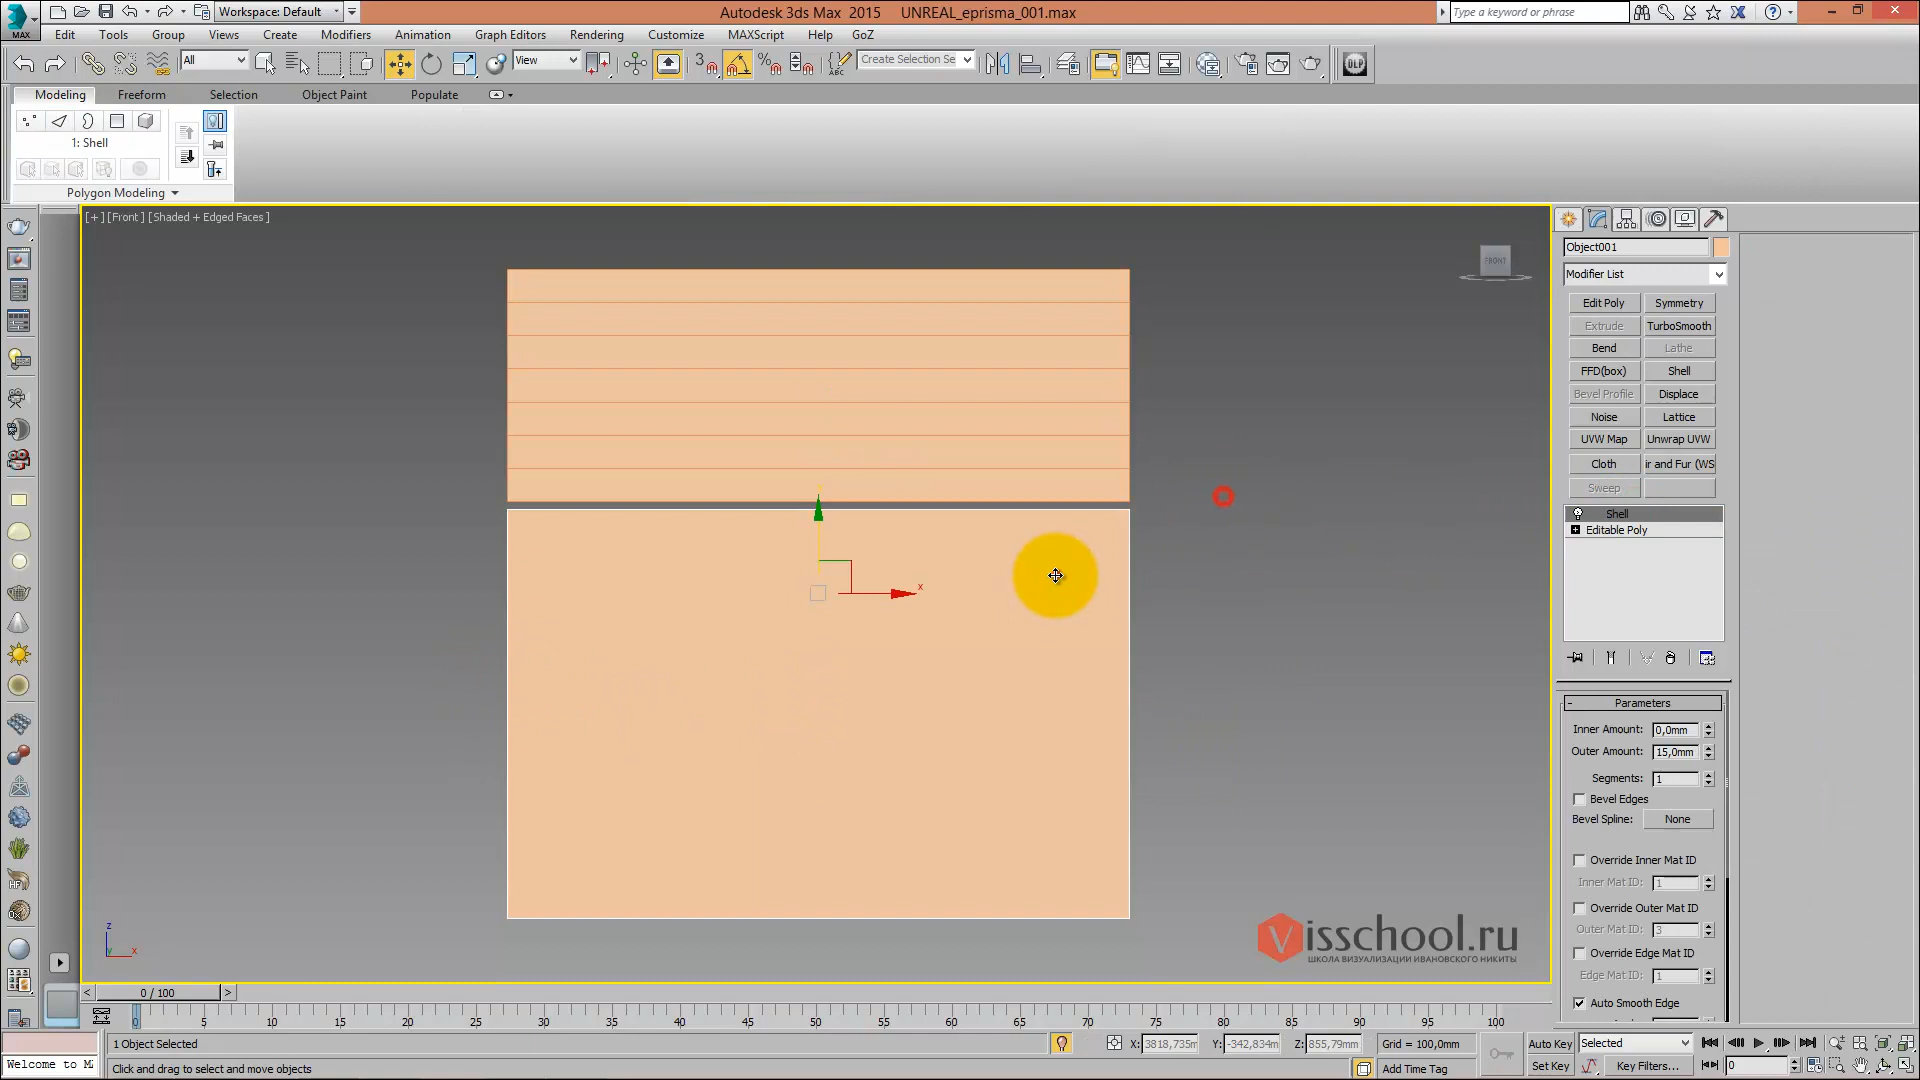 MAX
Workspace: Default
Autodesk 3ds Max 2015 UNREAL_eprisma_001.max
Type a keyword or phrase
Edit Tools Group Views Create Modifiers Animation Graph Editors Rendering Customize MAXScript Help GoZ
All
View
3
ABC
Create Selection Se
DLP
Modeling Freeform Selection Object Paint Populate
1: Shell
Polygon Modeling
[+] [Front ] [Shaded + Edged Faces ]
FRONT
x
z
x
isschool.ru
ШКОЛА ВИЗУАЛИЗАЦИИ ИВАНОВСКОГО НИКИТЫ
Object001
Modifier List
Edit Poly Symmetry
Extrude TurboSmooth
Bend Lathe
FFD(box) Shell
Bevel Profile Displace
Noise Lattice
UVW Map Unwrap UVW
Cloth ir and Fur (WS
Sweep
Shell
Editable Poly
Parameters
Inner Amount: 0,0mm
Outer Amount: 15,0mm
Segments: 1
Bevel Edges
Bevel Spline: None
Override Inner Mat ID
Inner Mat ID: 1
Override Outer Mat ID
Outer Mat ID: 3
Override Edge Mat ID
Edge Mat ID: 1
Auto Smooth Edge
0 / 100
0 5 10 15 20 25 30 35 40 45 50 55 60 65 70 75 80 85 90 95 100
1 Object Selected
X: 3818,735m Y: -342,834m Z: 855,79mm Grid = 100,0mm
Auto Key Selected
Welcome to M
Click and drag to select and move objects
Add Time Tag
Set Key Key Filters... 0